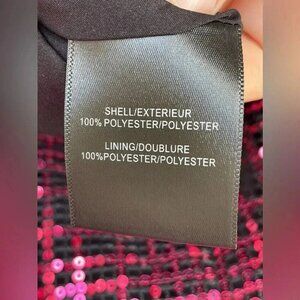 SHELL/EXTERIEUR
100% POLYESTER/POLYESTER
LINING/DOUBLURE
100%POLYESTER/POLYESTER